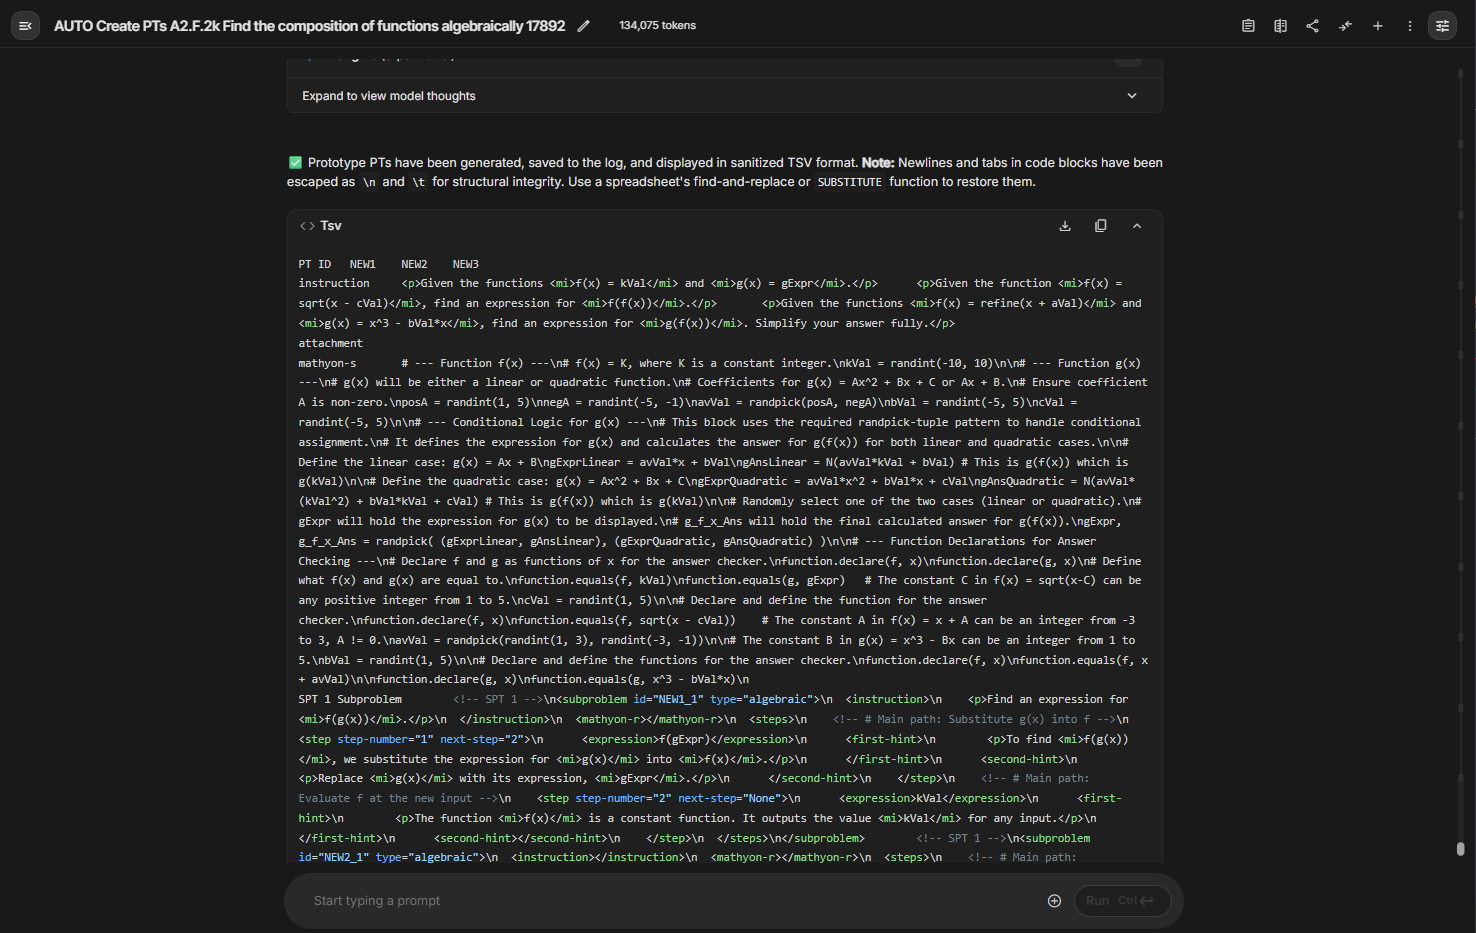 AUTO Create PTs A2.F.2k Find the composition of functions algebraically 17892
134,075 tokens
Expand to view model thoughts
✅ Prototype PTs have been generated, saved to the log, and displayed in sanitized TSV format. Note: Newlines and tabs in code blocks have been
escaped as \n and \t for structural integrity. Use a spreadsheet's find-and-replace or SUBSTITUTE function to restore them.
<> Tsv
PT ID NEW1 NEW2 NEW3
instruction <p>Given the functions <mi>f(x) = kVal</mi> and <mi>g(x) = gExpr</mi>.</p> <p>Given the function <mi>f(x) =
sqrt(x - cVal)</mi>, find an expression for <mi>f(f(x))</mi>.</p> <p>Given the functions <mi>f(x) = refine(x + aVal)</mi> and
<mi>g(x) = x^3 - bVal*x</mi>, find an expression for <mi>g(f(x))</mi>. Simplify your answer fully.</p>
attachment
mathyon-s # --- Function f(x) ---\n# f(x) = K, where K is a constant integer.\nkVal = randint(-10, 10)\n\n# --- Function g(x)
---\n# g(x) will be either a linear or quadratic function.\n# Coefficients for g(x) = Ax^2 + Bx + C or Ax + B.\n# Ensure coefficient
A is non-zero.\nposA = randint(1, 5)\nnegA = randint(-5, -1)\navVal = randpick(posA, negA)\nbVal = randint(-5, 5)\ncVal =
randint(-5, 5)\n\n# --- Conditional Logic for g(x) ---\n# This block uses the required randpick-tuple pattern to handle conditional
assignment.\n# It defines the expression for g(x) and calculates the answer for g(f(x)) for both linear and quadratic cases.\n\n#
Define the linear case: g(x) = Ax + B\ngExprLinear = avVal*x + bVal\ngAnsLinear = N(avVal*kVal + bVal) # This is g(f(x)) which is
g(kVal)\n\n# Define the quadratic case: g(x) = Ax^2 + Bx + C\ngExprQuadratic = avVal*x^2 + bVal*x + cVal\ngAnsQuadratic = N(avVal*
(kVal^2) + bVal*kVal + cVal) # This is g(f(x)) which is g(kVal)\n\n# Randomly select one of the two cases (linear or quadratic).\n#
gExpr will hold the expression for g(x) to be displayed.\n# g_f_x_Ans will hold the final calculated answer for g(f(x)).\ngExpr,
g_f_x_Ans = randpick( (gExprLinear, gAnsLinear), (gExprQuadratic, gAnsQuadratic) )\n\n# --- Function Declarations for Answer
Checking ---\n# Declare f and g as functions of x for the answer checker.\nfunction.declare(f, x)\nfunction.declare(g, x)\n# Define
what f(x) and g(x) are equal to.\nfunction.equals(f, kVal)\nfunction.equals(g, gExpr) # The constant C in f(x) = sqrt(x-C) can be
any positive integer from 1 to 5.\ncVal = randint(1, 5)\n\n# Declare and define the function for the answer
checker.\nfunction.declare(f, x)\nfunction.equals(f, sqrt(x - cVal)) # The constant A in f(x) = x + A can be an integer from -3
to 3, A != 0.\navVal = randpick(randint(1, 3), randint(-3, -1))\n\n# The constant B in g(x) = x^3 - Bx can be an integer from 1 to
5.\nbVal = randint(1, 5)\n\n# Declare and define the functions for the answer checker.\nfunction.declare(f, x)\nfunction.equals(f, x
+ avVal)\n\nfunction.declare(g, x)\nfunction.equals(g, x^3 - bVal*x)\n
SPT 1 Subproblem <!-- SPT 1 -->\n<subproblem id="NEW1_1" type="algebraic">\n <instruction>\n <p>Find an expression for
<mi>f(g(x))</mi>.</p>\n </instruction>\n <mathyon-r></mathyon-r>\n <steps>\n <!-- # Main path: Substitute g(x) into f -->\n
<step step-number="1" next-step="2">\n <expression>f(gExpr)</expression>\n <first-hint>\n <p>To find <mi>f(g(x))
</mi>, we substitute the expression for <mi>g(x)</mi> into <mi>f(x)</mi>.</p>\n </first-hint>\n <second-hint>\n
<p>Replace <mi>g(x)</mi> with its expression, <mi>gExpr</mi>.</p>\n </second-hint>\n </step>\n <!-- # Main path:
Evaluate f at the new input -->\n <step step-number="2" next-step="None">\n <expression>kVal</expression>\n <first-
hint>\n <p>The function <mi>f(x)</mi> is a constant function. It outputs the value <mi>kVal</mi> for any input.</p>\n
</first-hint>\n <second-hint></second-hint>\n </step>\n </steps>\n</subproblem> <!-- SPT 1 -->\n<subproblem
id="NEW2_1" type="algebraic">\n <instruction></instruction>\n <mathyon-r></mathyon-r>\n <steps>\n <!-- # Main path:
Start typing a prompt
Run Ctrl